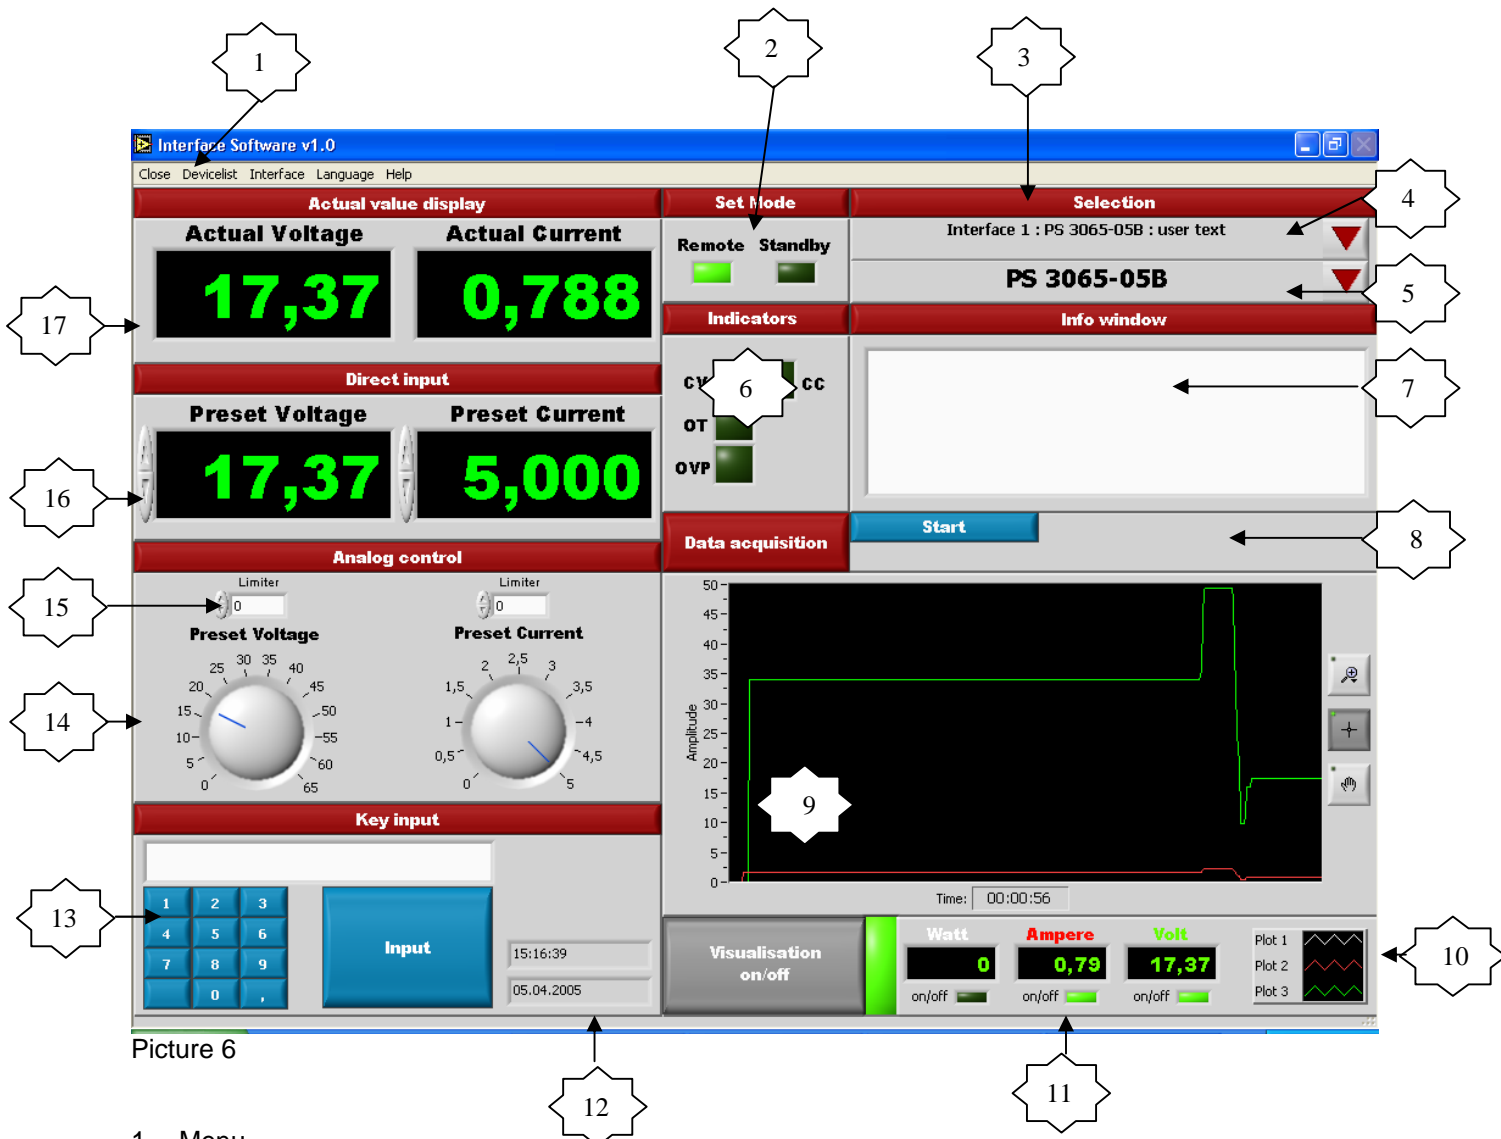 1
2
3
Interface Software v1.0
Close Devicelist Interface Language Help
4
Actual value display
Set Mode
Selection
Actual Voltage
Actual Current
Remote Standby
Interface 1 : PS 3065-05B : user text
17,37
0,788
PS 3065-05B
5
17
Indicators
Info window
Direct input
CV
6
CC
7
Preset Voltage
Preset Current
OT
17,37
5,000
OVP
16
Start
8
Data acquisition
Analog control
Limiter
Limiter
15
0
0
Preset Voltage
Preset Current
0
5
10
15
20
25
30
35
40
45
50
55
60
65
0
0,5
1
1,5
2
2,5
3
3,5
4
4,5
5
14
50
45
40
35
30
25
20
15
10
5
0
Amplitude
9
Time: 00:00:56
Key input
13
1 2 3
4 5 6
7 8 9
0 ,
Input
15:16:39
05.04.2005
Visualisation
on/off
Watt
Ampere
Volt
0
0,79
17,37
on/off
on/off
on/off
Plot 1
Plot 2
Plot 3
10
Picture 6
12
11
1 Menu